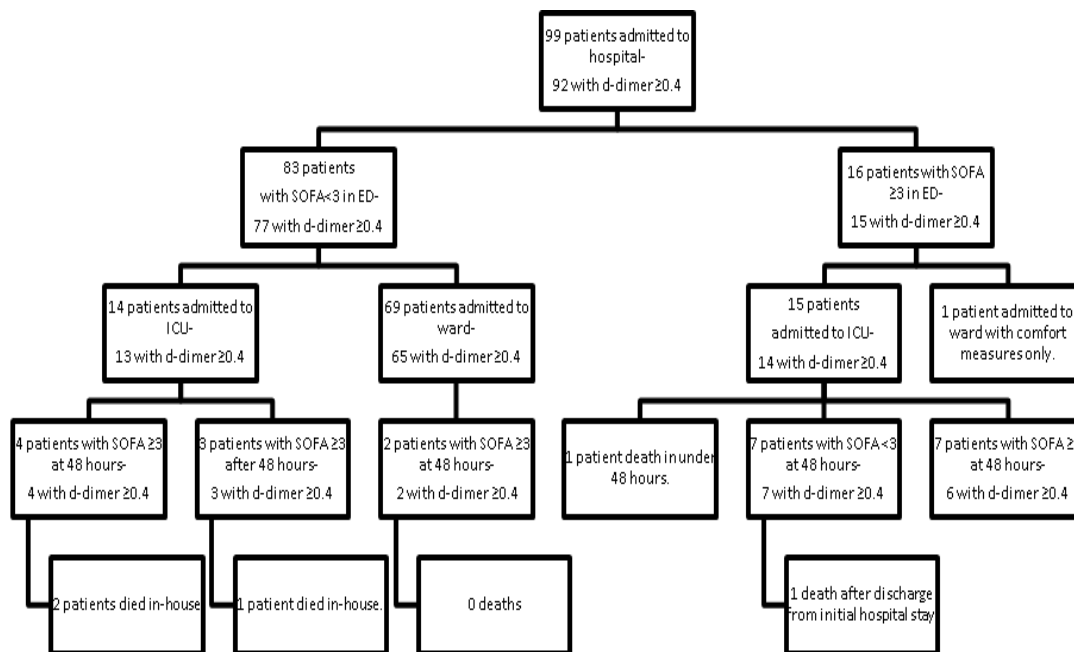 99 patients admitted to
hospital-
92 with d-dimer ≥0.4
83 patients
with SOFA<3 in ED-
77 with d-dimer ≥0.4
16 patients with SOFA
≥3 in ED-
15 with d-dimer ≥0.4
14 patients admitted to
ICU-
13 with d-dimer ≥0.4
69 patients admitted to
ward-
65 with d-dimer ≥0.4
15 patients
admitted to ICU-
14 with d-dimer ≥0.4
1 patient admitted to
ward with comfort
measures only.
4 patients with SOFA ≥3
at 48 hours-
4 with d-dimer ≥0.4
3 patients with SOFA ≥3
after 48 hours-
3 with d-dimer ≥0.4
2 patients with SOFA ≥3
at 48 hours-
2 with d-dimer ≥0.4
1 patient death in under
48 hours.
7 patients with SOFA<3
at 48 hours-
7 with d-dimer ≥0.4
7 patients with SOFA ≥
at 48 hours-
6 with d-dimer ≥0.4
2 patients died in-house
1 patient died in-house.
0 deaths
1 death after discharge
from initial hospital stay